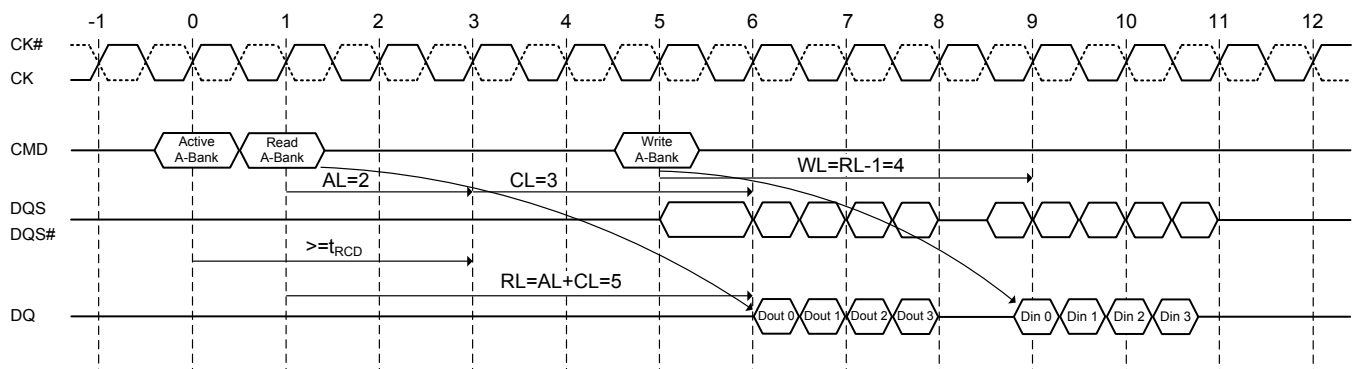 -1 0 1 2 3 4 5 6 7 8 9 10 11 12
CK#
CK
CMD
Active
A-Bank
Read
A-Bank
Write
A-Bank
WL=RL-1=4
AL=2
CL=3
DQS
DQS#
>=tRCD
RL=AL+CL=5
DQ
Dout 0 Dout 1 Dout 2 Dout 3 Din 0 Din 1 Din 2 Din 3